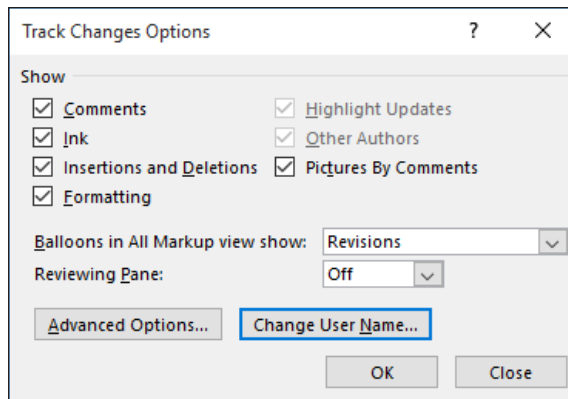 Track Changes Options ?
Show
Comments Highlight Updates
Ink Other Authors
Insertions and Deletions Pictures By Comments
Formatting
Balloons in All Markup view show: Revisions
Reviewing Pane: Off
Advanced Options... Change User Name...
OK Close